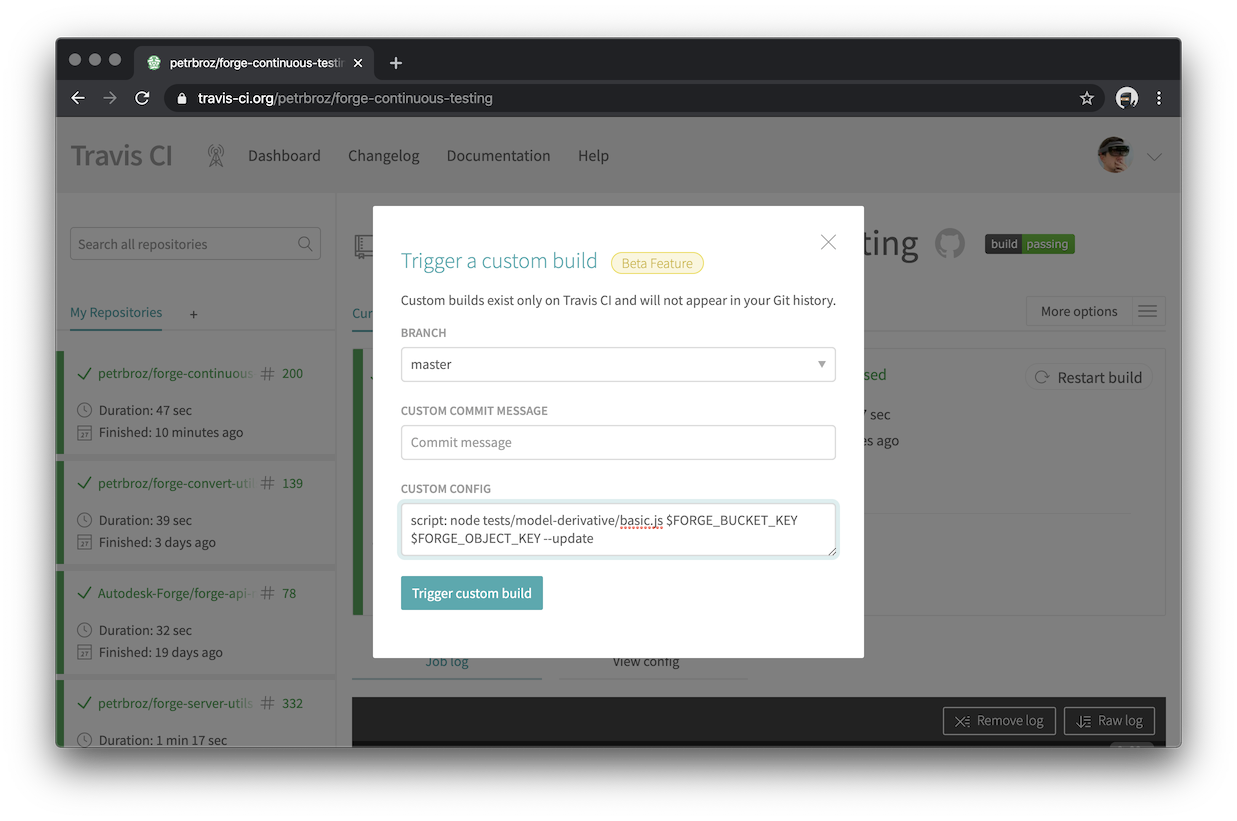 petrbroz/forge-continuous-testin
travis-ci.org/petrbroz/forge-continuous-testing
Travis CI
Dashboard
Changelog
Documentation
Help
Search all repositories
My Repositories
+
petrbroz/forge-continuous
# 200
Duration: 47 sec
27
Finished: 10 minutes ago
petrbroz/forge-convert-util
# 139
Duration: 39 sec
27
Finished: 3 days ago
Autodesk-Forge/forge-api-
# 78
Duration: 32 sec
27
Finished: 19 days ago
petrbroz/forge-server-utils
# 332
Duration: 1 min 17 sec
ting
build passing
Cur
More options
sed
Restart build
sec
es ago
Trigger a custom build
Beta Feature
Custom builds exist only on Travis CI and will not appear in your Git history.
BRANCH
master
CUSTOM COMMIT MESSAGE
Commit message
CUSTOM CONFIG
script: node tests/model-derivative/basic.js $FORGE_BUCKET_KEY
$FORGE_OBJECT_KEY --update
Trigger custom build
Job log
View config
Remove log
Raw log